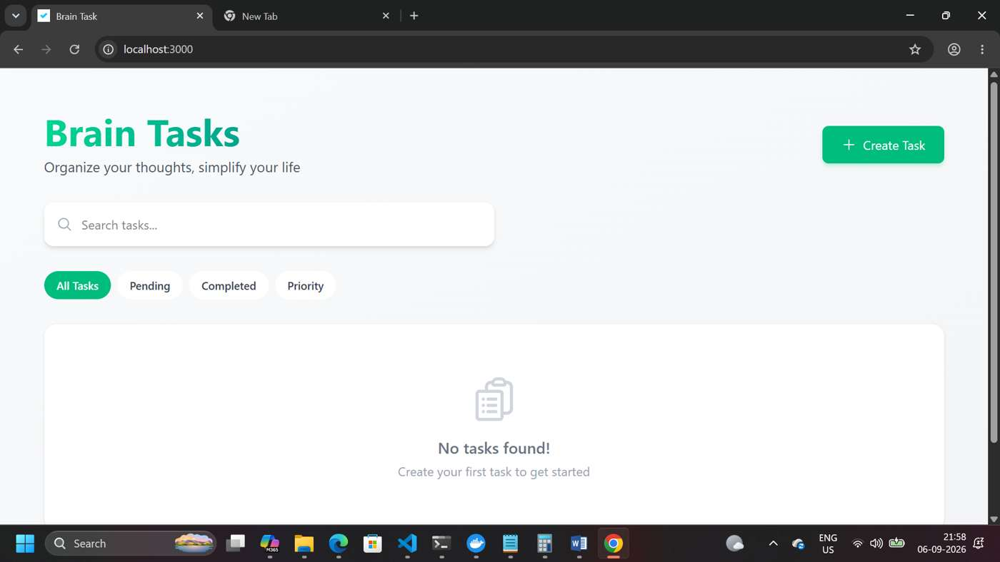 Brain Task
New Tab
localhost:3000
Brain Tasks
Organize your thoughts, simplify your life
Create Task
Search tasks...
All Tasks
Pending
Completed
Priority
No tasks found!
Create your first task to get started
Search
M365
ENG
US
21:58
06-09-2026